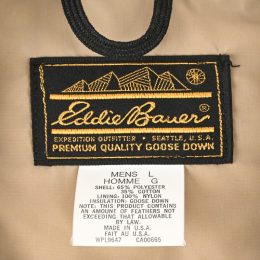 Eddie Bauer
EXPEDITION OUTFITTER • SEATTLE, U.S.A.
PREMIUM QUALITY GOOSE DOWN
MENS L
HOMME G
SHELL: 65% POLYESTER
35% COTTON
LINING: 100% NYLON
INSULATION: GOOSE DOWN
NOTE: THIS PRODUCT CONTAINS
AN AMOUNT OF FEATHERS NOT
EXCEEDING THAT ALLOWABLE
BY LAW.
MADE IN U.S.A.
FAIT AU U.S.A.
WPL9647 CA00665